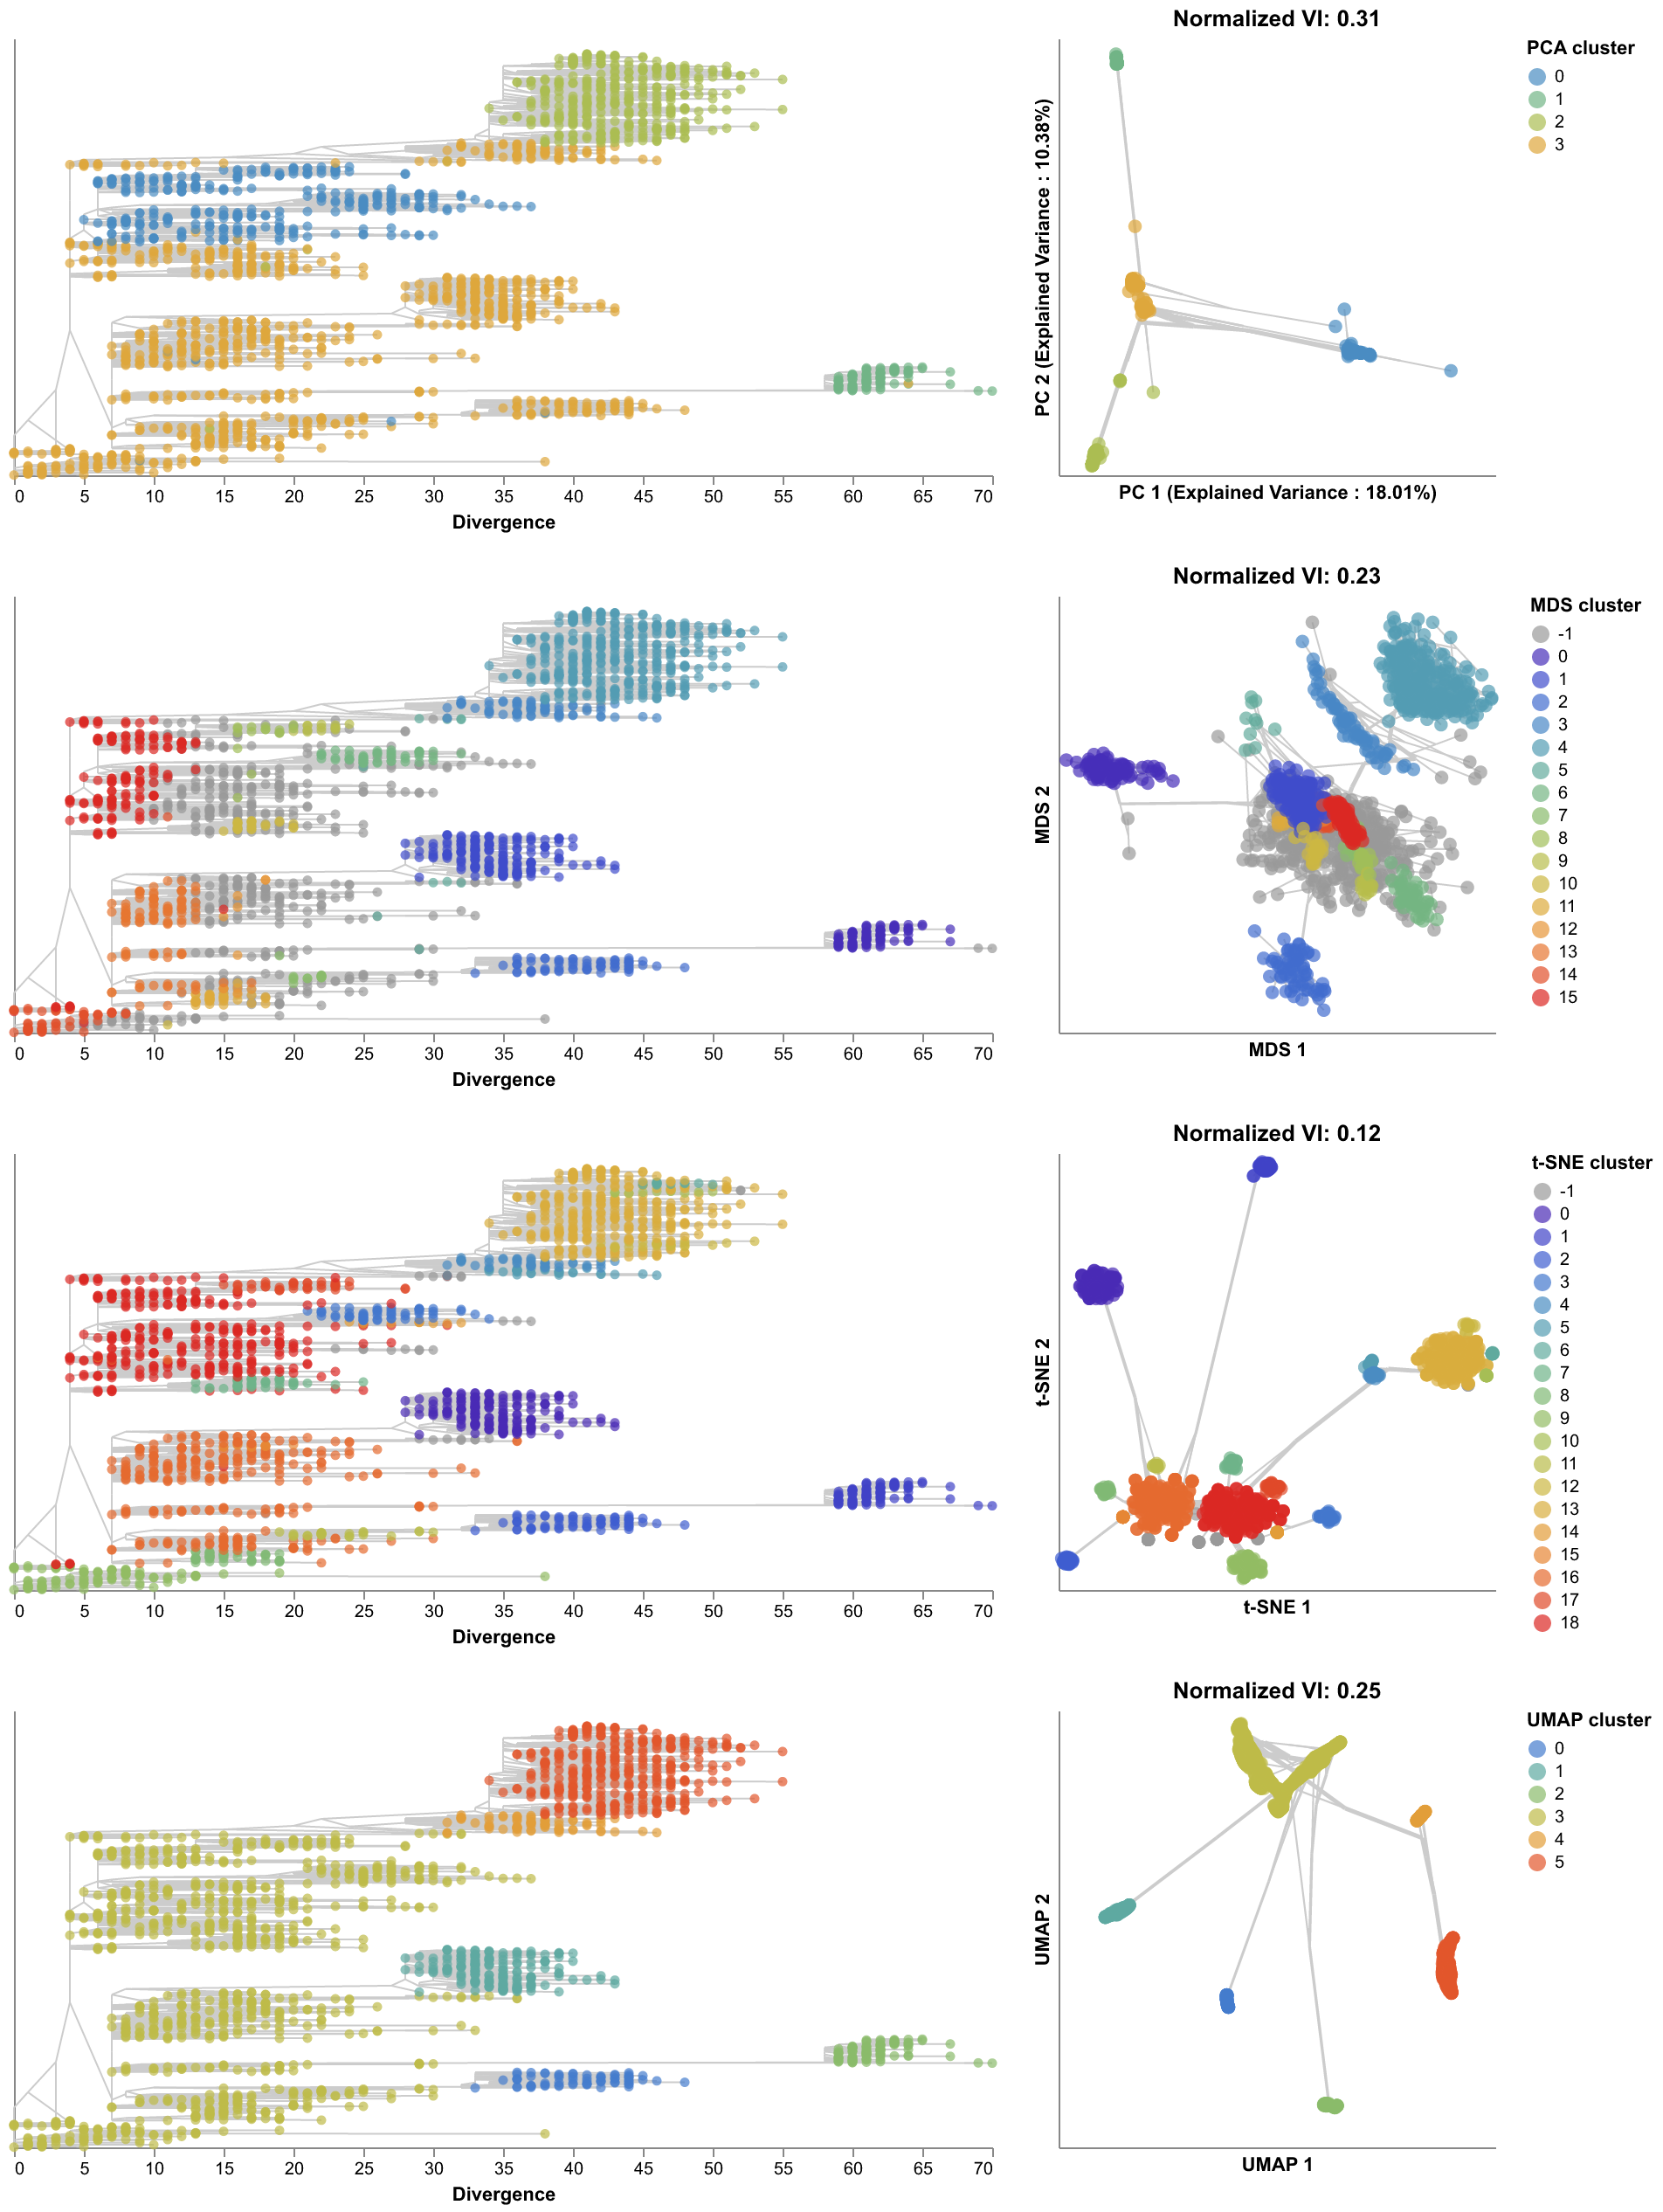 Normalized VI: 0.31
PCA cluster
0
1
2
3
PC 2 (Explained Variance : 10.38%)
0 5 10 15 20 25 30 35 40 45 50 55 60 65 70
Divergence
PC 1 (Explained Variance : 18.01%)
Normalized VI: 0.23
MDS cluster
-1
0
1
2
3
4
5
6
7
8
9
10
11
12
13
14
15
MDS 2
0 5 10 15 20 25 30 35 40 45 50 55 60 65 70
Divergence
MDS 1
Normalized VI: 0.12
t-SNE cluster
-1
0
1
2
3
4
5
6
7
8
9
10
11
12
13
14
15
16
17
18
t-SNE 2
0 5 10 15 20 25 30 35 40 45 50 55 60 65 70
Divergence
t-SNE 1
Normalized VI: 0.25
UMAP cluster
0
1
2
3
4
5
UMAP 2
0 5 10 15 20 25 30 35 40 45 50 55 60 65 70
Divergence
UMAP 1